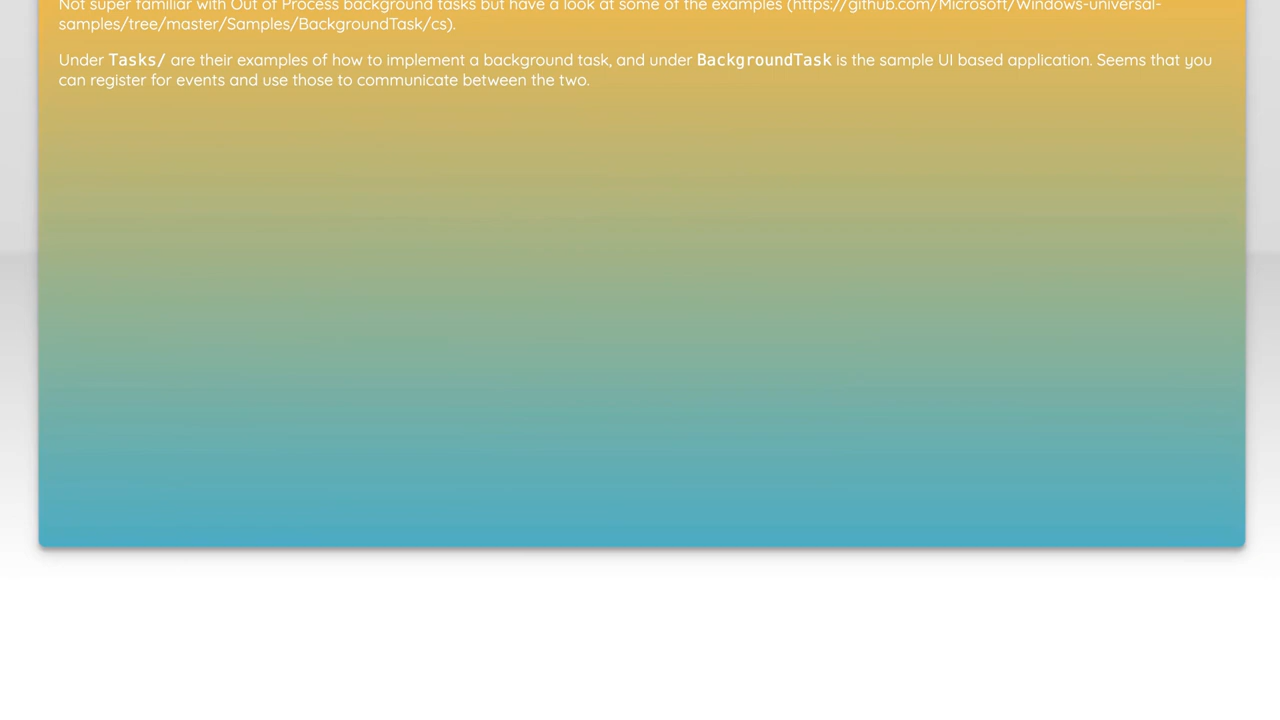 Not super familiar with Out of Process background tasks but have a look at some of the examples (https://github.com/Microsoft/Windows-universal-
samples/tree/master/Samples/BackgroundTask/cs).
Under Tasks/ are their examples of how to implement a background task, and under BackgroundTask is the sample UI based application. Seems that you
can register for events and use those to communicate between the two.